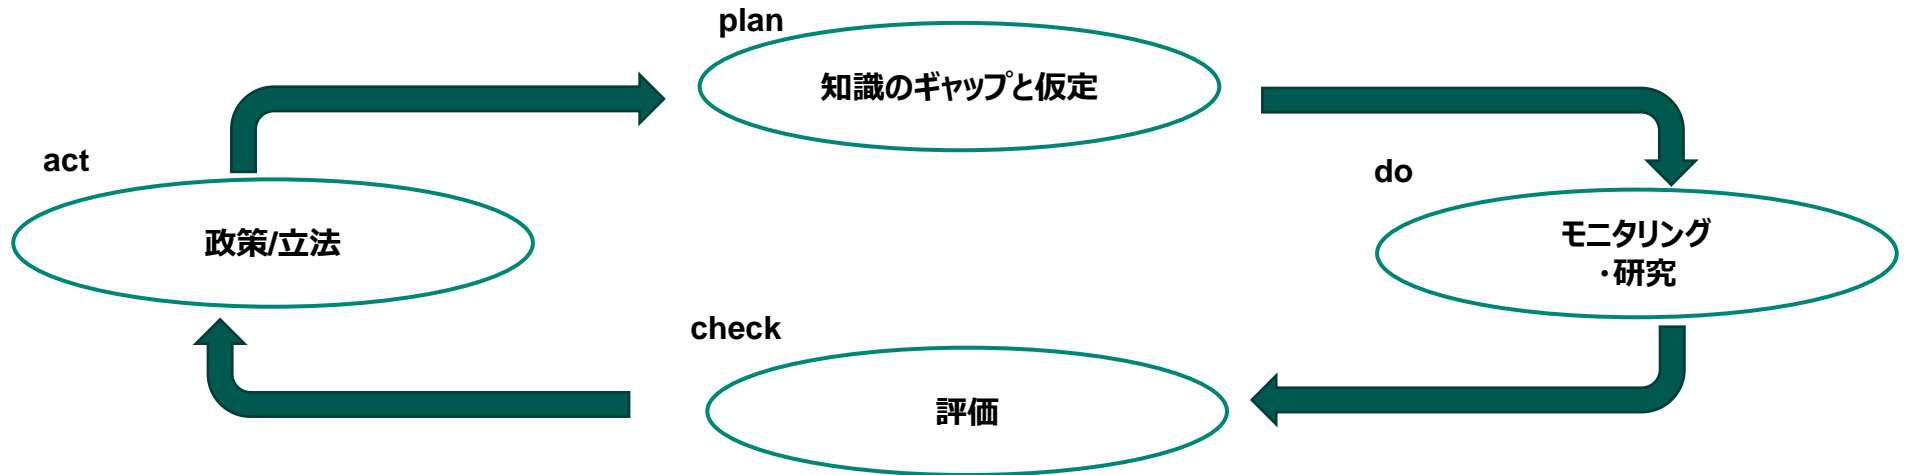 plan
知識のギャップと仮定
act
政策/立法
do
モニタリング
・研究
check
評価